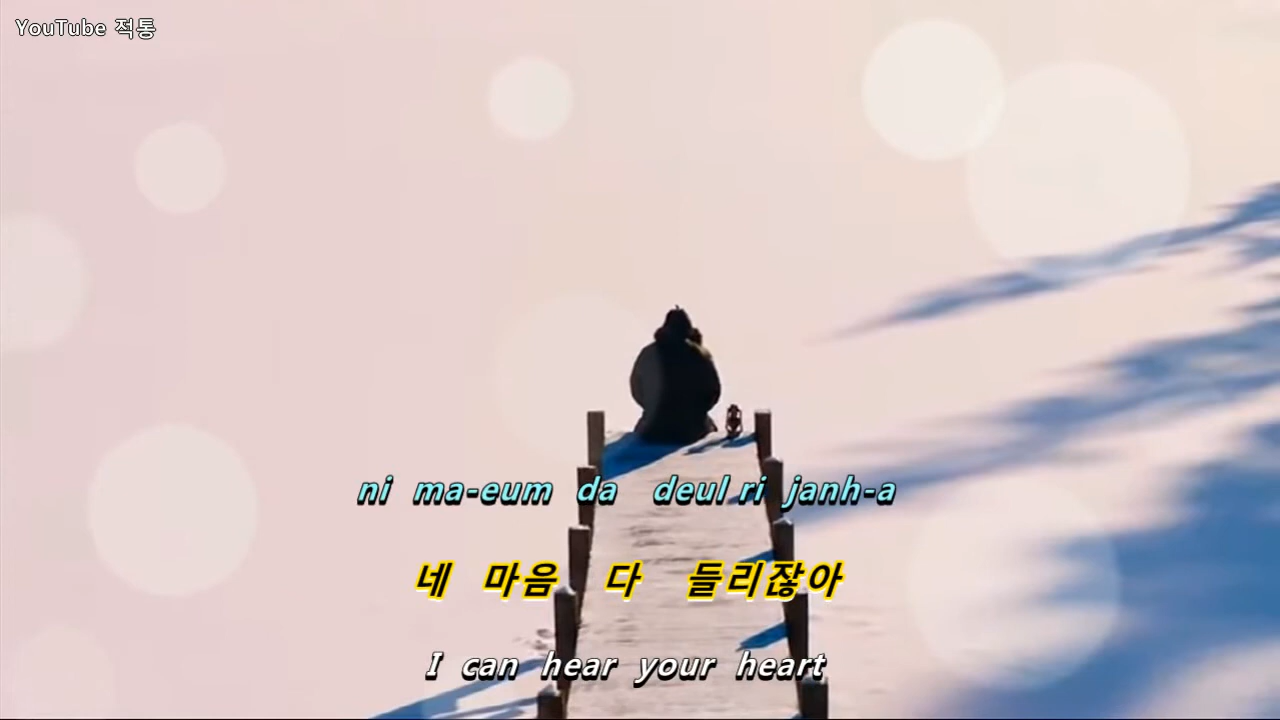 YouTube 적통
ni ma-eum da deul ri janh-a
네 마음 다 들리잖아
I can hear your heart